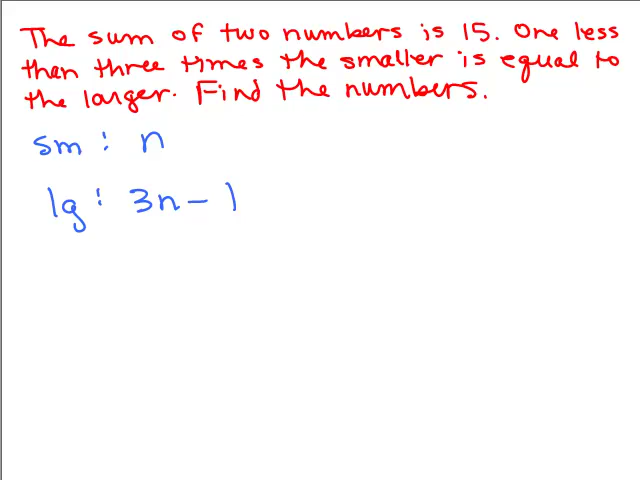 The sum of two numbers is 15. One less
than three times the smaller is equal to
the larger. Find the numbers.
sm: n
lg: 3n - 1